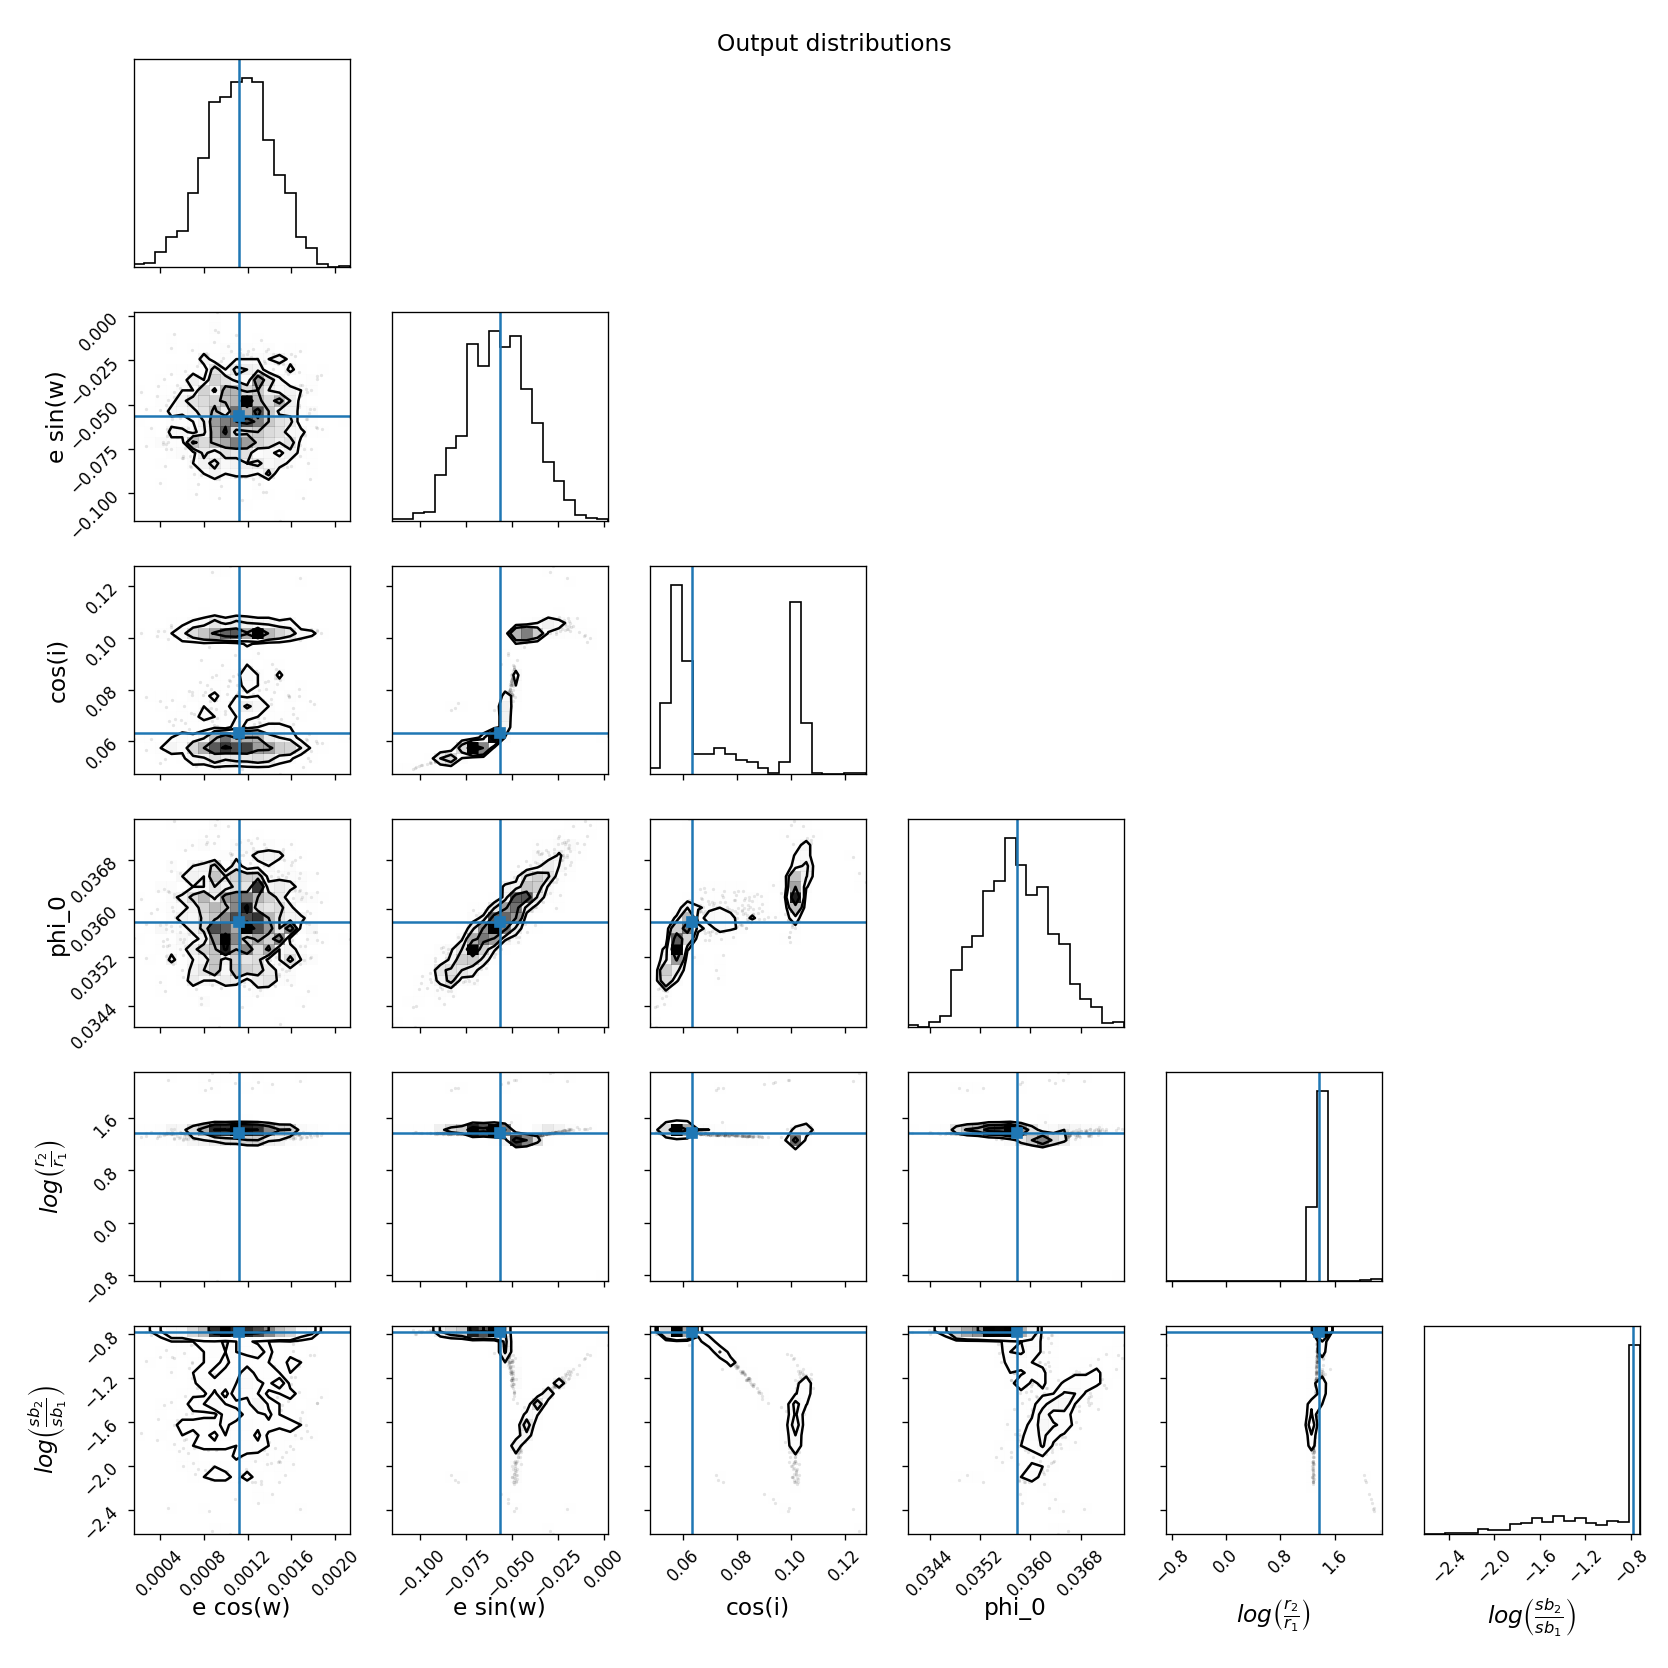 Output distributions
0.000
−0.025
−0.050
−0.075
−0.100
e sin(w)
0.12
0.10
0.08
0.06
cos(i)
0.0368
0.0360
0.0352
0.0344
phi_0
1.6
0.8
0.0
−0.8
log(r2/r1)
−0.8
−1.2
−1.6
−2.0
−2.4
log(sb2/sb1)
0.0004 0.0008 0.0012 0.0016 0.0020 −0.100 −0.075 −0.050 −0.025 0.000 0.06 0.08 0.10 0.12 0.0344 0.0352 0.0360 0.0368 −0.8 0.0 0.8 1.6 −2.4 −2.0 −1.6 −1.2 −0.8
e cos(w) e sin(w) cos(i) phi_0 log(r2/r1) log(sb2/sb1)